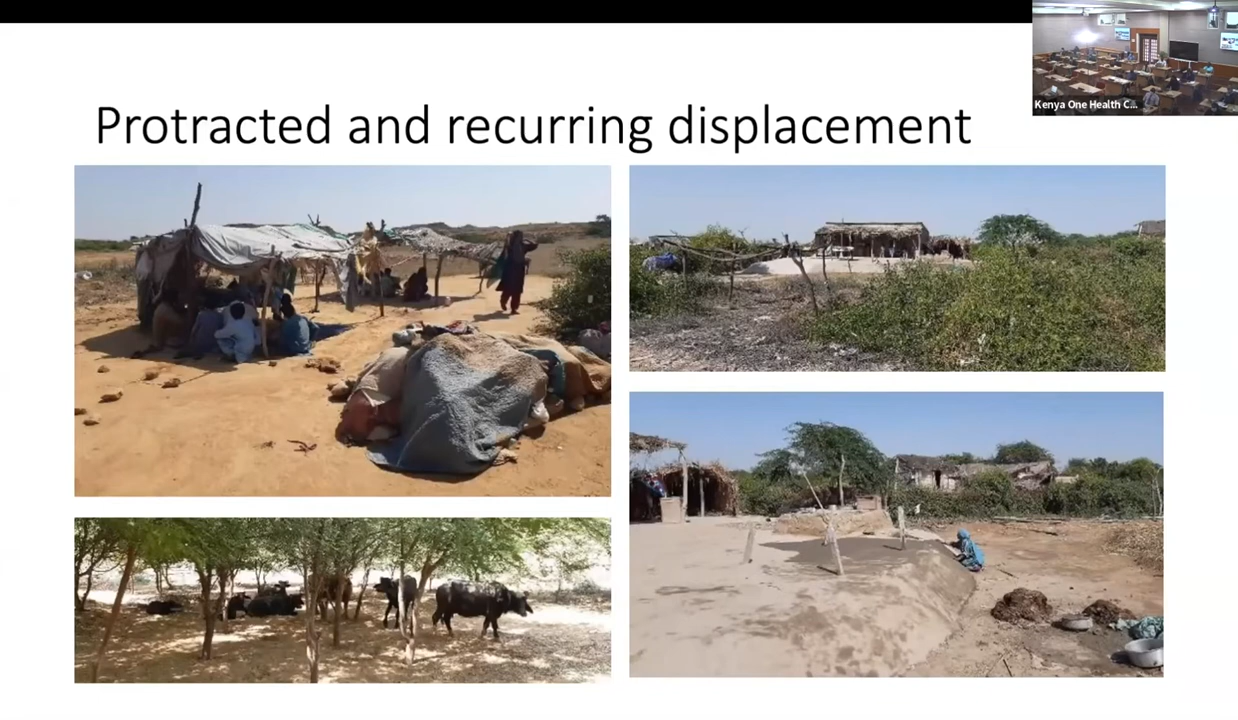 Protracted and recurring displacement
Kenya One Health C...